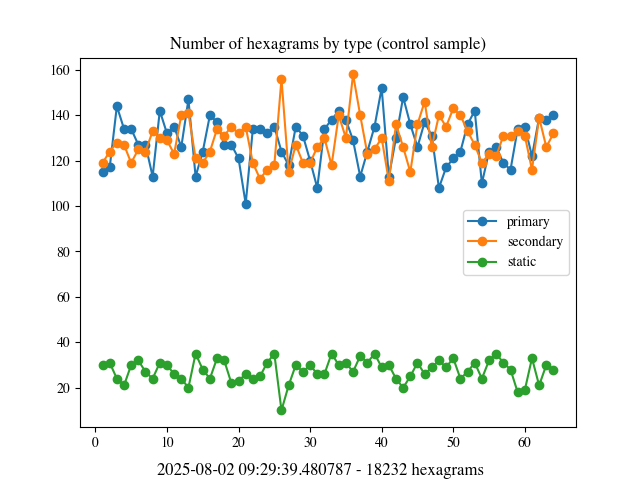 Number of hexagrams by type (control sample)
160
140
120
100
80
60
40
20
primary
secondary
static
0 10 20 30 40 50 60
2025-08-02 09:29:39.480787 - 18232 hexagrams